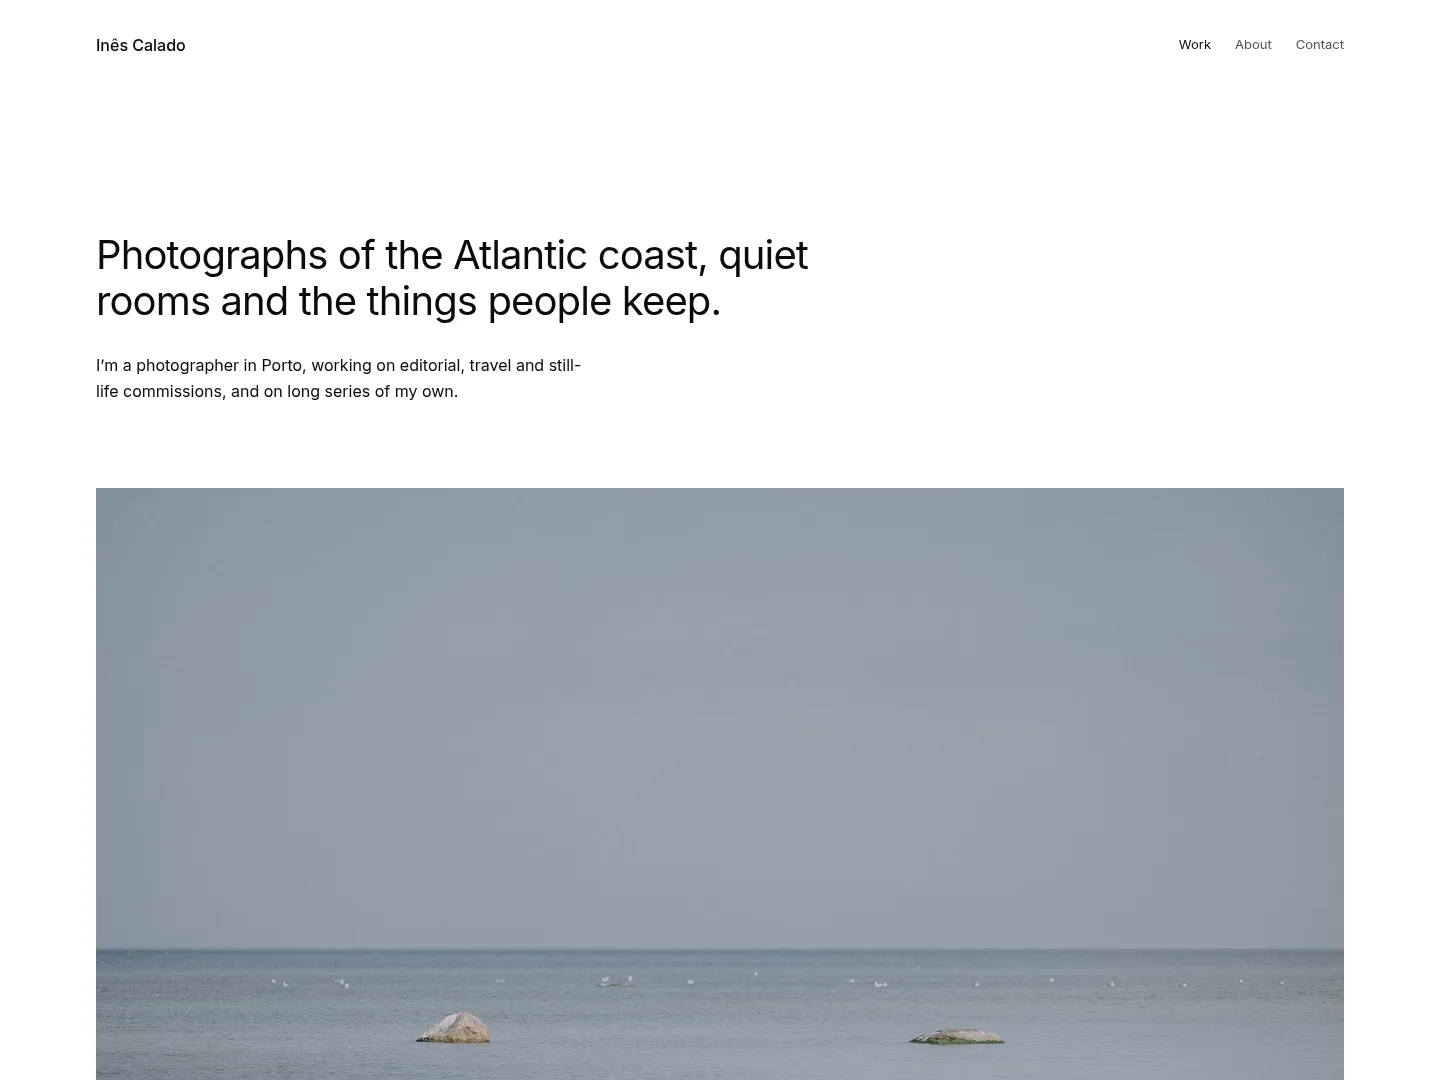 Inês Calado
Work
About
Contact
Photographs of the Atlantic coast, quiet
rooms and the things people keep.
I’m a photographer in Porto, working on editorial, travel and still-
life commissions, and on long series of my own.